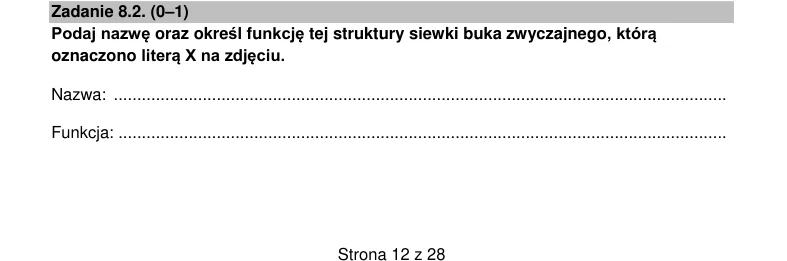 Zadanie 8.2. (0–1)
Podaj nazwę oraz określ funkcję tej struktury siewki buka zwyczajnego, którą
oznaczono literą X na zdjęciu.
Nazwa: ..........................................................................................................................................
Funkcja: ........................................................................................................................................
Strona 12 z 28